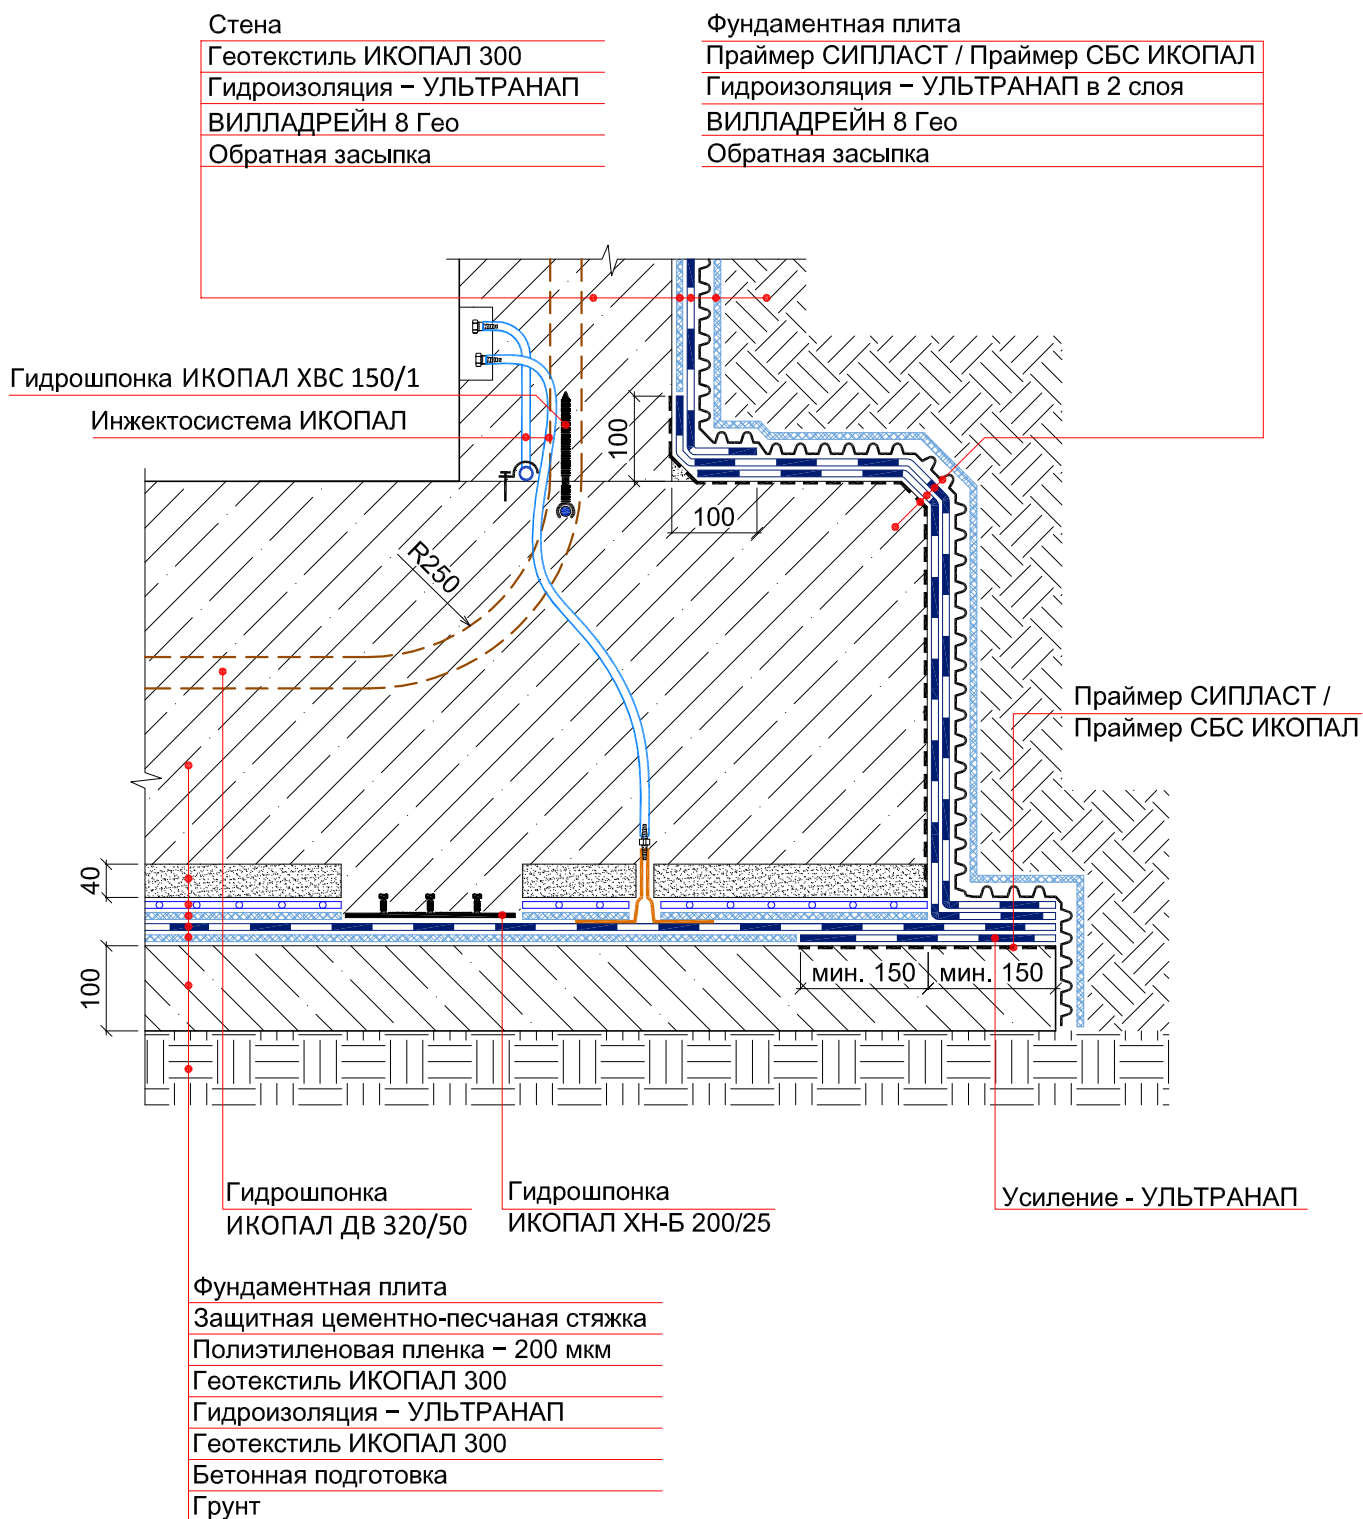 Стена
Геотекстиль ИКОПАЛ 300
Гидроизоляция – УЛЬТРАНАП
ВИЛЛАДРЕЙН 8 Гео
Обратная засыпка
Фундаментная плита
Праймер СИПЛАСТ / Праймер СБС ИКОПАЛ
Гидроизоляция – УЛЬТРАНАП в 2 слоя
ВИЛЛАДРЕЙН 8 Гео
Обратная засыпка
Гидрошпонка ИКОПАЛ ХВС 150/1
Инжектосистема ИКОПАЛ
100
100
R250
Праймер СИПЛАСТ /
Праймер СБС ИКОПАЛ
40
100
мин. 150
мин. 150
Гидрошпонка
ИКОПАЛ ДВ 320/50
Гидрошпонка
ИКОПАЛ ХН-Б 200/25
Усиление - УЛЬТРАНАП
Фундаментная плита
Защитная цементно-песчаная стяжка
Полиэтиленовая пленка – 200 мкм
Геотекстиль ИКОПАЛ 300
Гидроизоляция – УЛЬТРАНАП
Геотекстиль ИКОПАЛ 300
Бетонная подготовка
Грунт